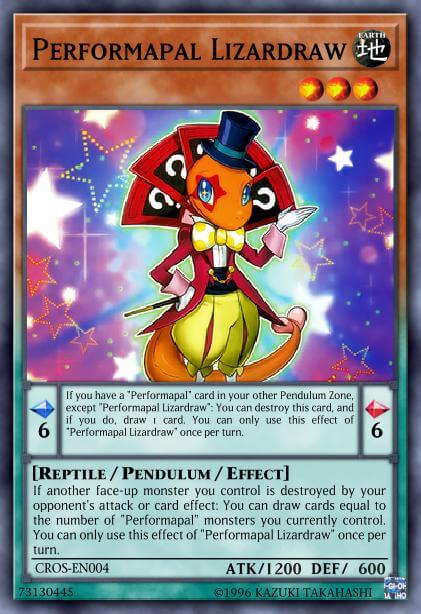 PERFORMAPAL LIZARDRAW
EARTH
地
? ? ?
If you have a "Performapal" card in your other Pendulum Zone,
except "Performapal Lizardraw": You can destroy this card, and
if you do, draw 1 card. You can only use this effect of
"Performapal Lizardraw" once per turn.
6 6
[REPTILE / PENDULUM / EFFECT]
If another face-up monster you control is destroyed by your
opponent's attack or card effect: You can draw cards equal to
the number of "Performapal" monsters you currently control.
You can only use this effect of "Performapal Lizardraw" once per
turn.
CROS-EN004 ATK/1200 DEF/ 600
73130445 ©1996 KAZUKI TAKAHASHI